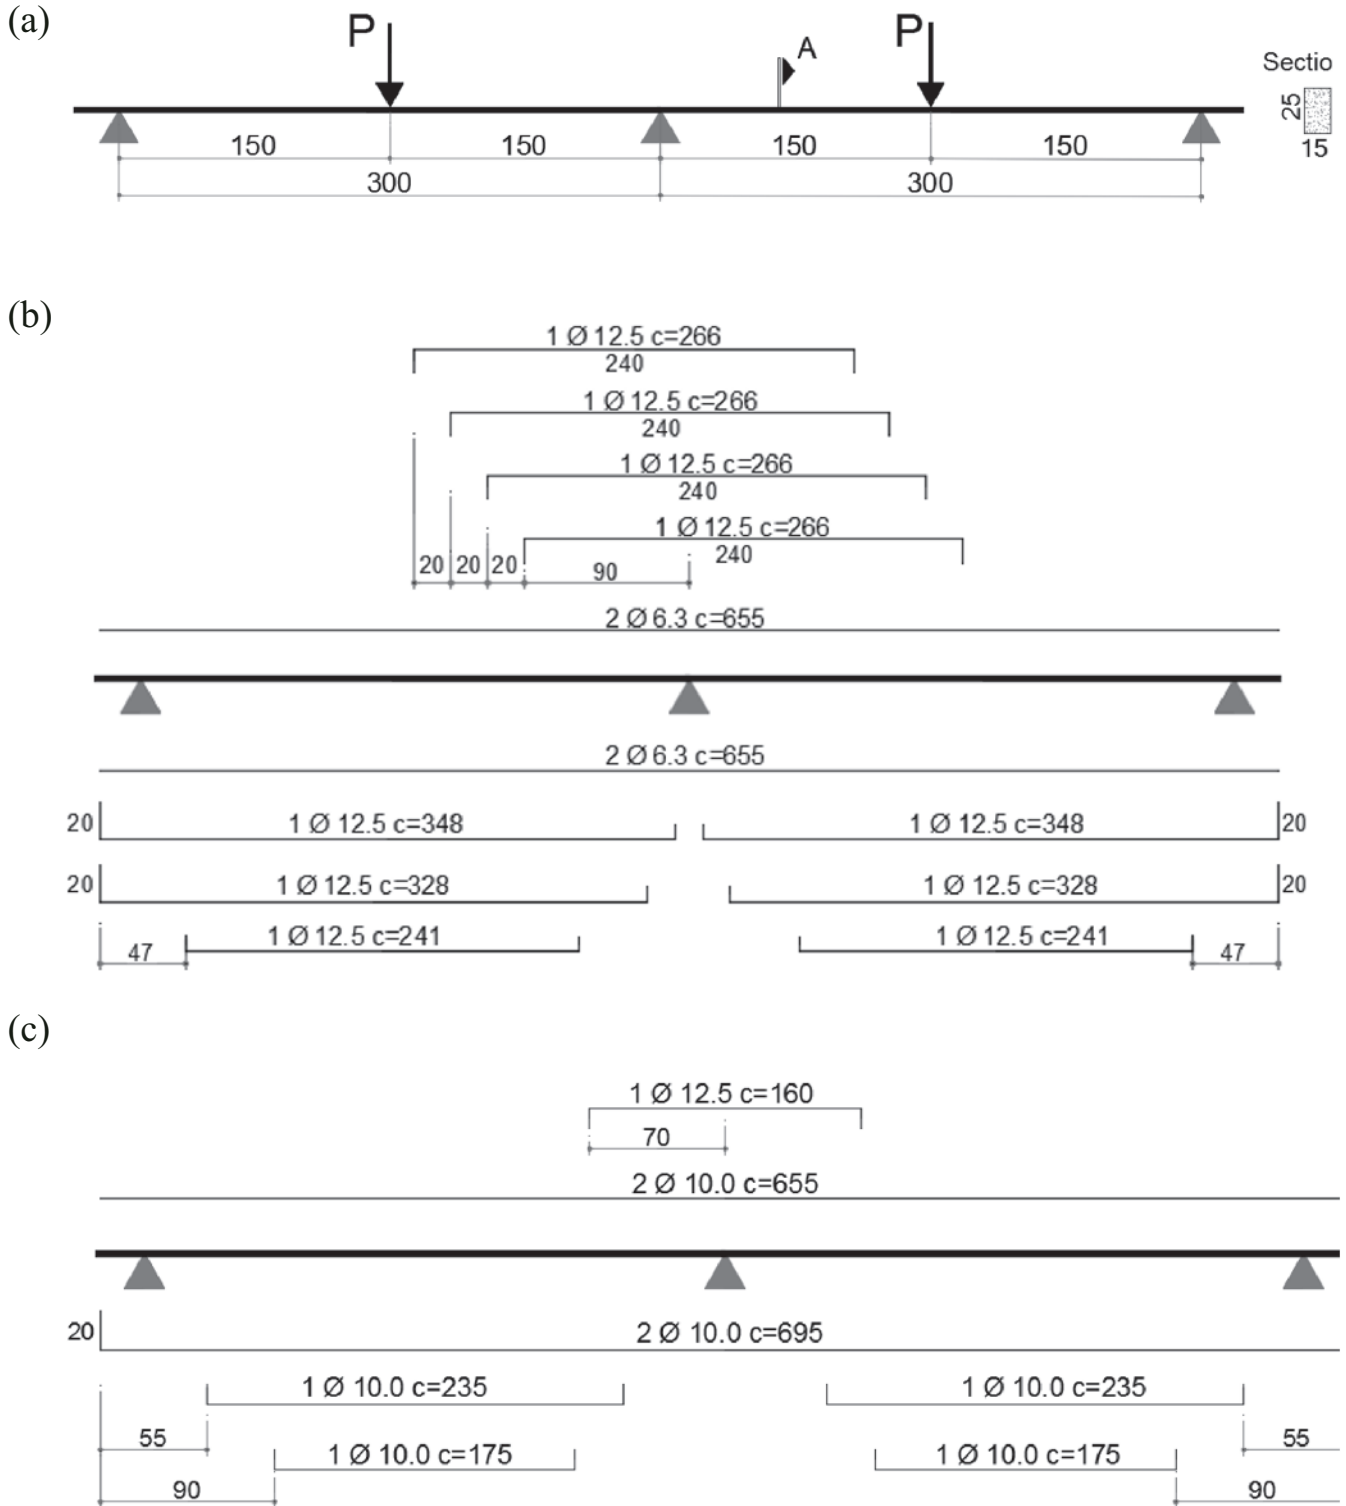 (a)
P
P
A
Sectio
25
15
150
150
150
150
300
300
(b)
1 Ø 12.5 c=266
240
1 Ø 12.5 c=266
240
1 Ø 12.5 c=266
240
1 Ø 12.5 c=266
240
20
20
20
90
2 Ø 6.3 c=655
2 Ø 6.3 c=655
20
1 Ø 12.5 c=348
1 Ø 12.5 c=348
20
20
1 Ø 12.5 c=328
1 Ø 12.5 c=328
20
47
1 Ø 12.5 c=241
1 Ø 12.5 c=241
47
(c)
1 Ø 12.5 c=160
70
2 Ø 10.0 c=655
20
2 Ø 10.0 c=695
1 Ø 10.0 c=235
1 Ø 10.0 c=235
55
55
1 Ø 10.0 c=175
1 Ø 10.0 c=175
90
90